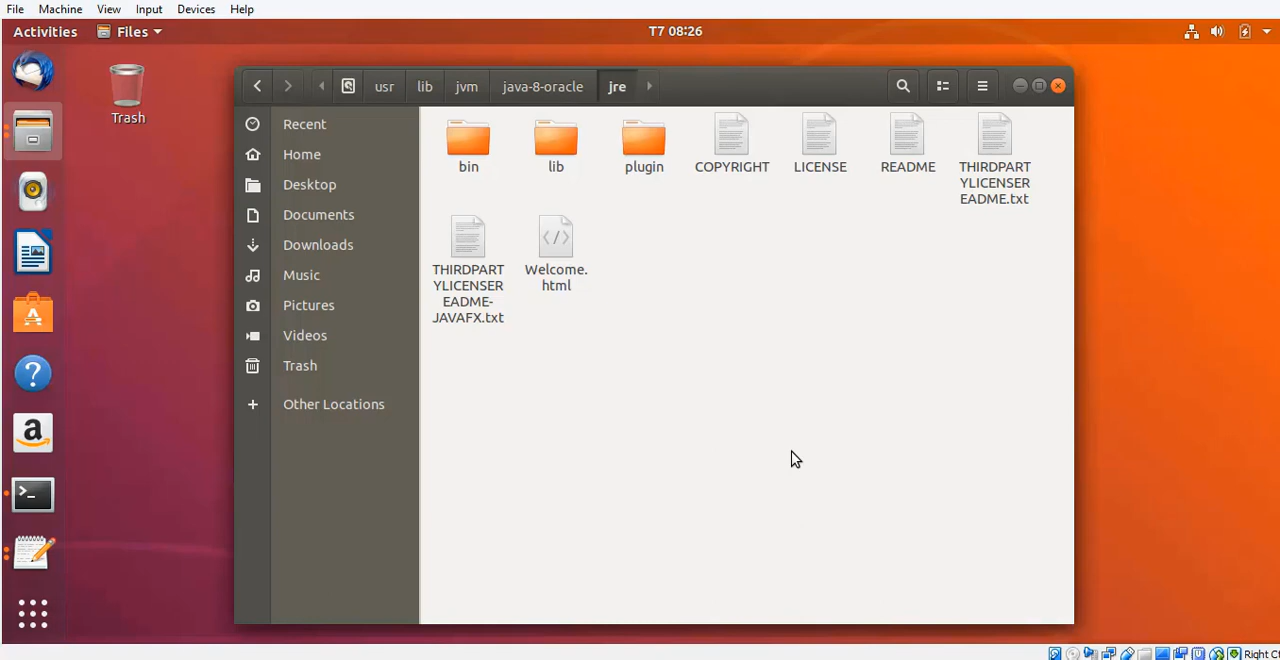 File Machine View Input Devices Help
Activities Files T7 08:26
Trash
usr lib jvm java-8-oracle jre
Recent
Home
Desktop
Documents
Downloads
Music
Pictures
Videos
Trash
Other Locations
bin lib plugin COPYRIGHT LICENSE README THIRDPART
YLICENSER
EADME.txt
THIRDPART
YLICENSER
EADME-
JAVAFX.txt
Welcome.
html
Right Ct